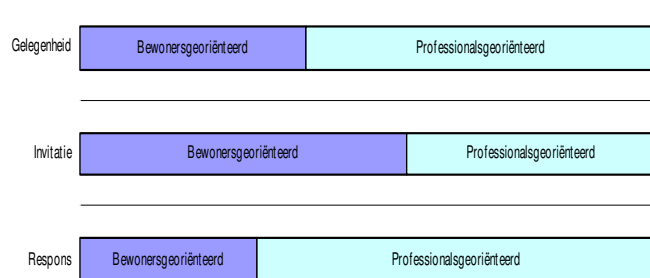 Gelegenheid Bewonersgeoriënteerd Professionalsgeoriënteerd
Invitatie Bewonersgeoriënteerd Professionalsgeoriënteerd
Respons Bewonersgeoriënteerd Professionalsgeoriënteerd